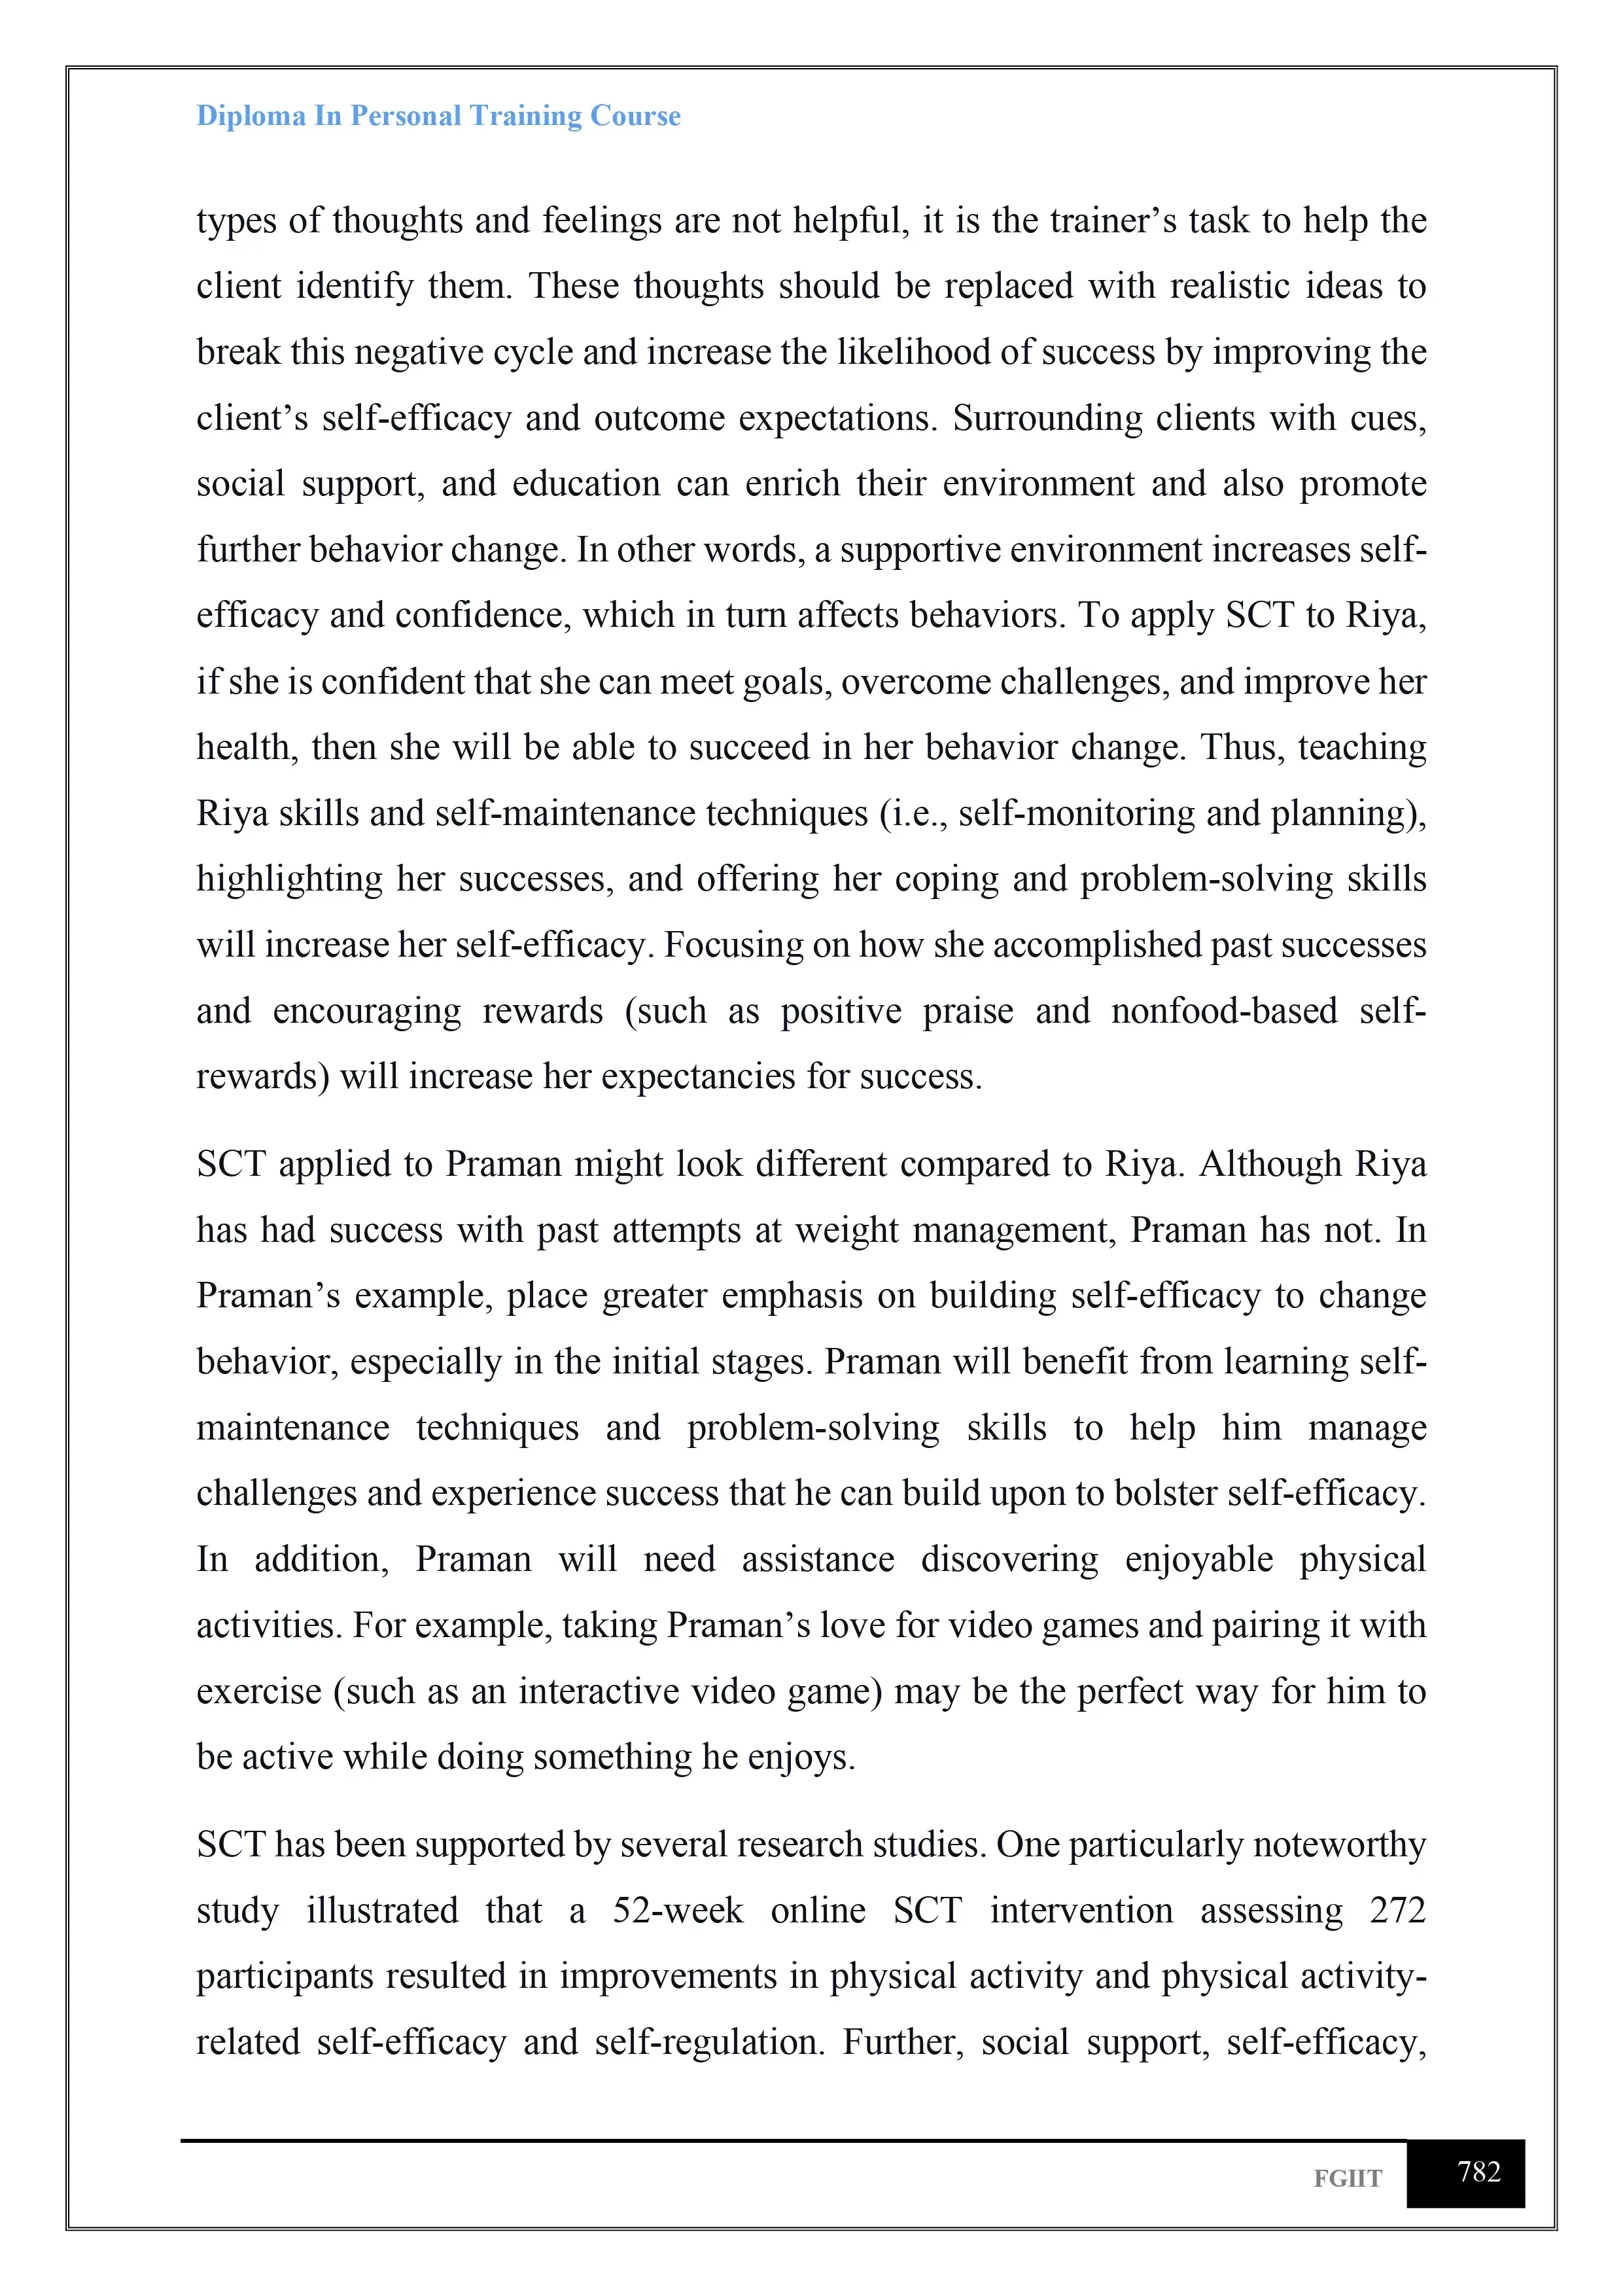 Diploma In Personal Training Course
types of thoughts and feelings are not helpful, it is the trainer’s task to help the
client identify them. These thoughts should be replaced with realistic ideas to
break this negative cycle and increase the likelihood of success by improving the
client’s self-efficacy and outcome expectations. Surrounding clients with cues,
social support, and education can enrich their environment and also promote
further behavior change. In other words, a supportive environment increases self-
efficacy and confidence, which in turn affects behaviors. To apply SCT to Riya,
if she is confident that she can meet goals, overcome challenges, and improve her
health, then she will be able to succeed in her behavior change. Thus, teaching
Riya skills and self-maintenance techniques (i.e., self-monitoring and planning),
highlighting her successes, and offering her coping and problem-solving skills
will increase her self-efficacy. Focusing on how she accomplished past successes
and encouraging rewards (such as positive praise and nonfood-based self-
rewards) will increase her expectancies for success.
SCT applied to Praman might look different compared to Riya. Although Riya
has had success with past attempts at weight management, Praman has not. In
Praman’s example, place greater emphasis on building self-efficacy to change
behavior, especially in the initial stages. Praman will benefit from learning self-
maintenance techniques and problem-solving skills to help him manage
challenges and experience success that he can build upon to bolster self-efficacy.
In addition, Praman will need assistance discovering enjoyable physical
activities. For example, taking Praman’s love for video games and pairing it with
exercise (such as an interactive video game) may be the perfect way for him to
be active while doing something he enjoys.
SCT has been supported by several research studies. One particularly noteworthy
study illustrated that a 52-week online SCT intervention assessing 272
participants resulted in improvements in physical activity and physical activity-
related self-efficacy and self-regulation. Further, social support, self-efficacy,
FGIIT 782